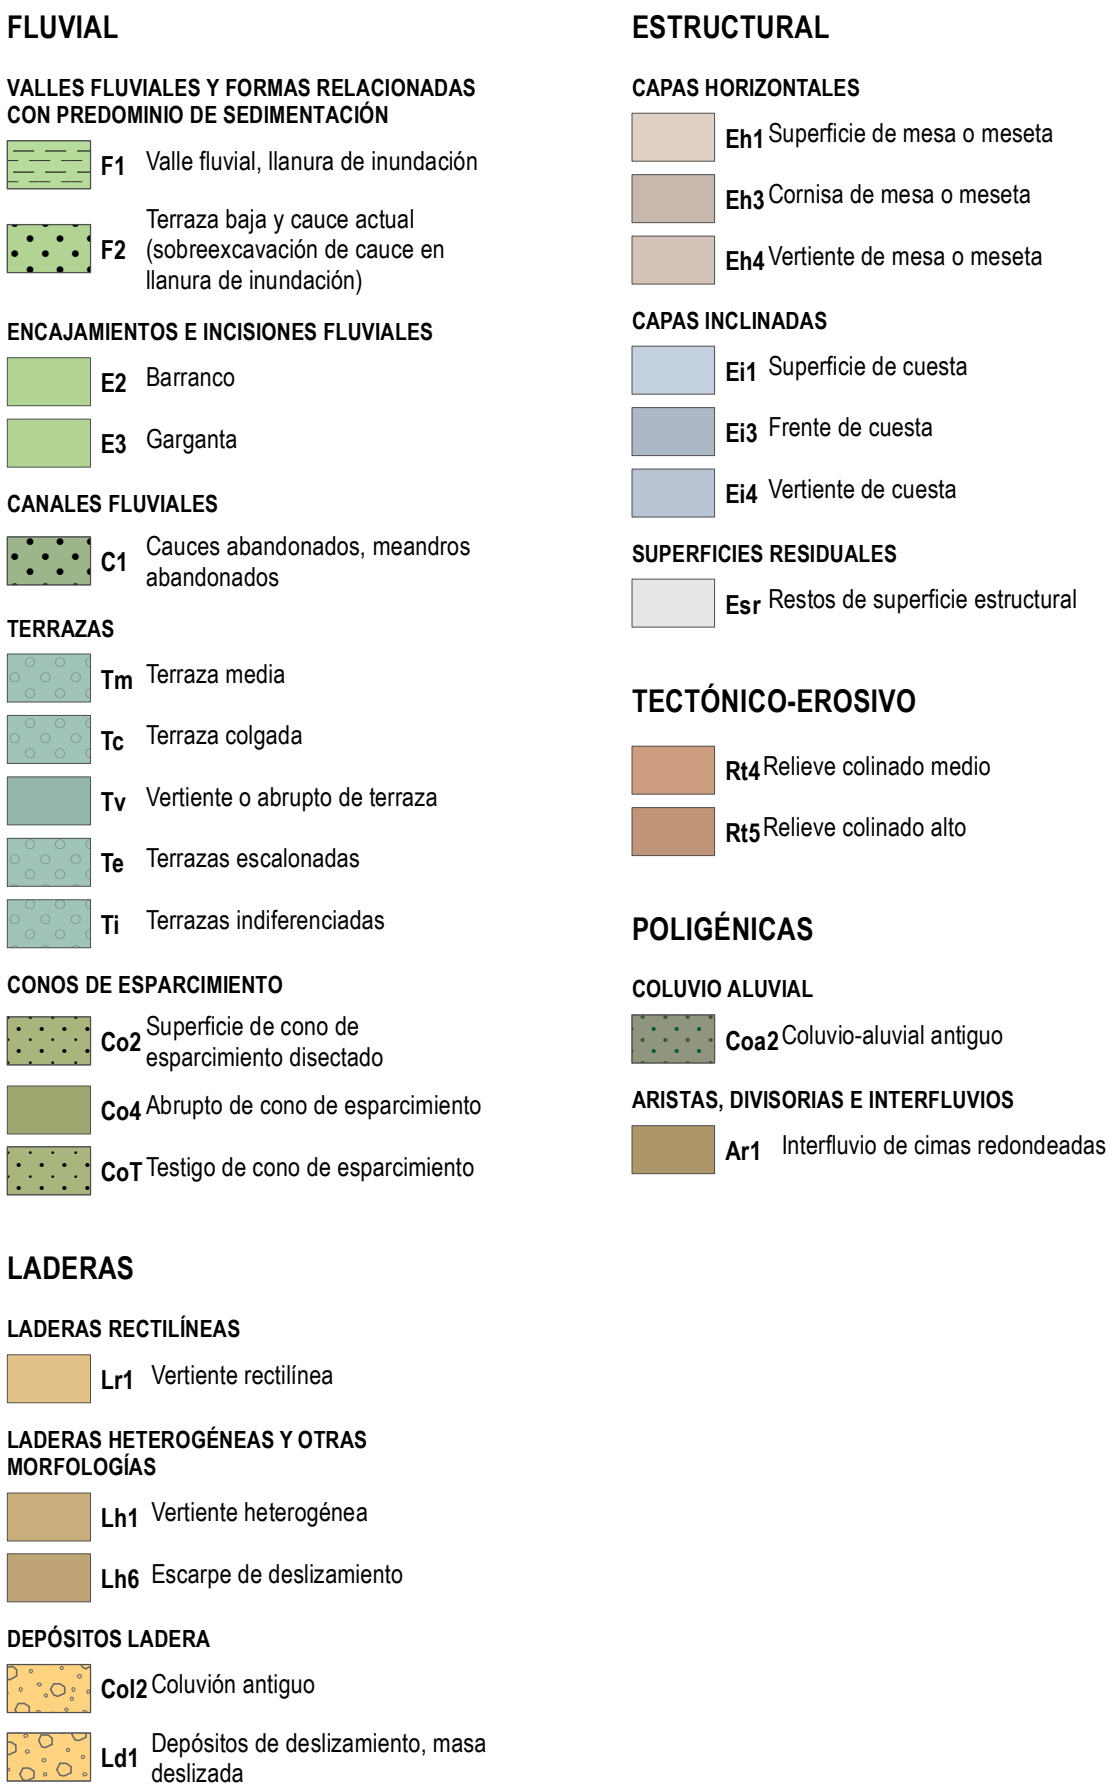 FLUVIAL
VALLES FLUVIALES Y FORMAS RELACIONADAS
CON PREDOMINIO DE SEDIMENTACIÓN
F1 Valle fluvial, llanura de inundación
Terraza baja y cauce actual
F2 (sobreexcavación de cauce en
llanura de inundación)
ENCAJAMIENTOS E INCISIONES FLUVIALES
E2 Barranco
E3 Garganta
CANALES FLUVIALES
C1 Cauces abandonados, meandros
abandonados
TERRAZAS
Tm Terraza media
Tc Terraza colgada
Tv Vertiente o abrupto de terraza
Te Terrazas escalonadas
Ti Terrazas indiferenciadas
CONOS DE ESPARCIMIENTO
Co2 Superficie de cono de
esparcimiento disectado
Co4 Abrupto de cono de esparcimiento
CoT Testigo de cono de esparcimiento
LADERAS
LADERAS RECTILÍNEAS
Lr1 Vertiente rectilínea
LADERAS HETEROGÉNEAS Y OTRAS
MORFOLOGÍAS
Lh1 Vertiente heterogénea
Lh6 Escarpe de deslizamiento
DEPÓSITOS LADERA
Col2 Coluvión antiguo
Ld1 Depósitos de deslizamiento, masa
deslizada
ESTRUCTURAL
CAPAS HORIZONTALES
Eh1 Superficie de mesa o meseta
Eh3 Cornisa de mesa o meseta
Eh4 Vertiente de mesa o meseta
CAPAS INCLINADAS
Ei1 Superficie de cuesta
Ei3 Frente de cuesta
Ei4 Vertiente de cuesta
SUPERFICIES RESIDUALES
Esr Restos de superficie estructural
TECTÓNICO-EROSIVO
Rt4 Relieve colinado medio
Rt5 Relieve colinado alto
POLIGÉNICAS
COLUVIO ALUVIAL
Coa2 Coluvio-aluvial antiguo
ARISTAS, DIVISORIAS E INTERFLUVIOS
Ar1 Interfluvio de cimas redondeadas